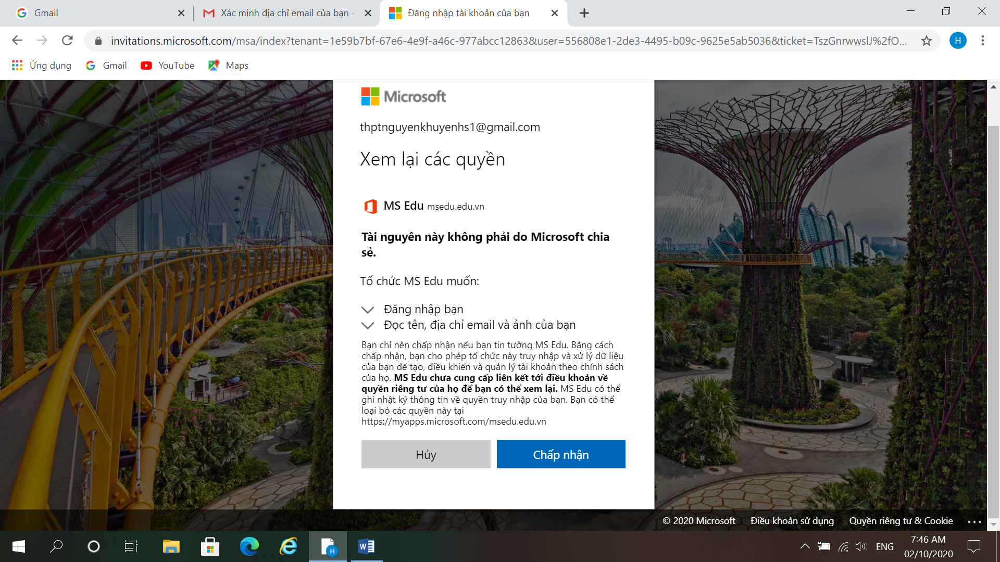 Gmail
Xác minh địa chỉ email của bạn -
Đăng nhập tài khoản của bạn
invitations.microsoft.com/msa/index?tenant=1e59b7bf-67e6-4e9f-a46c-977abcc12863&user=556808e1-2de3-4495-b09c-9625e5ab5036&ticket=TszGnrwwslJ%2fO...
H
Ứng dụng
Gmail
YouTube
Maps
Microsoft
thptnguyenkhuyenhs1@gmail.com
Xem lại các quyền
MS Edu msedu.edu.vn
Tài nguyên này không phải do Microsoft chia
sẻ.
Tổ chức MS Edu muốn:
Đăng nhập bạn
Đọc tên, địa chỉ email và ảnh của bạn
Bạn chỉ nên chấp nhận nếu bạn tin tưởng MS Edu. Bằng cách
chấp nhận, bạn cho phép tổ chức này truy nhập và xử lý dữ liệu
của bạn để tạo, điều khiển và quản lý tài khoản theo chính sách
của họ. MS Edu chưa cung cấp liên kết tới điều khoản về
quyền riêng tư của họ để bạn có thể xem lại. MS Edu có thể
ghi nhật ký thông tin về quyền truy nhập của bạn. Bạn có thể
loại bỏ các quyền này tại
https://myapps.microsoft.com/msedu.edu.vn
Hủy
Chấp nhận
© 2020 Microsoft
Điều khoản sử dụng
Quyền riêng tư & Cookie
...
H
W
ENG
7:46 AM
02/10/2020